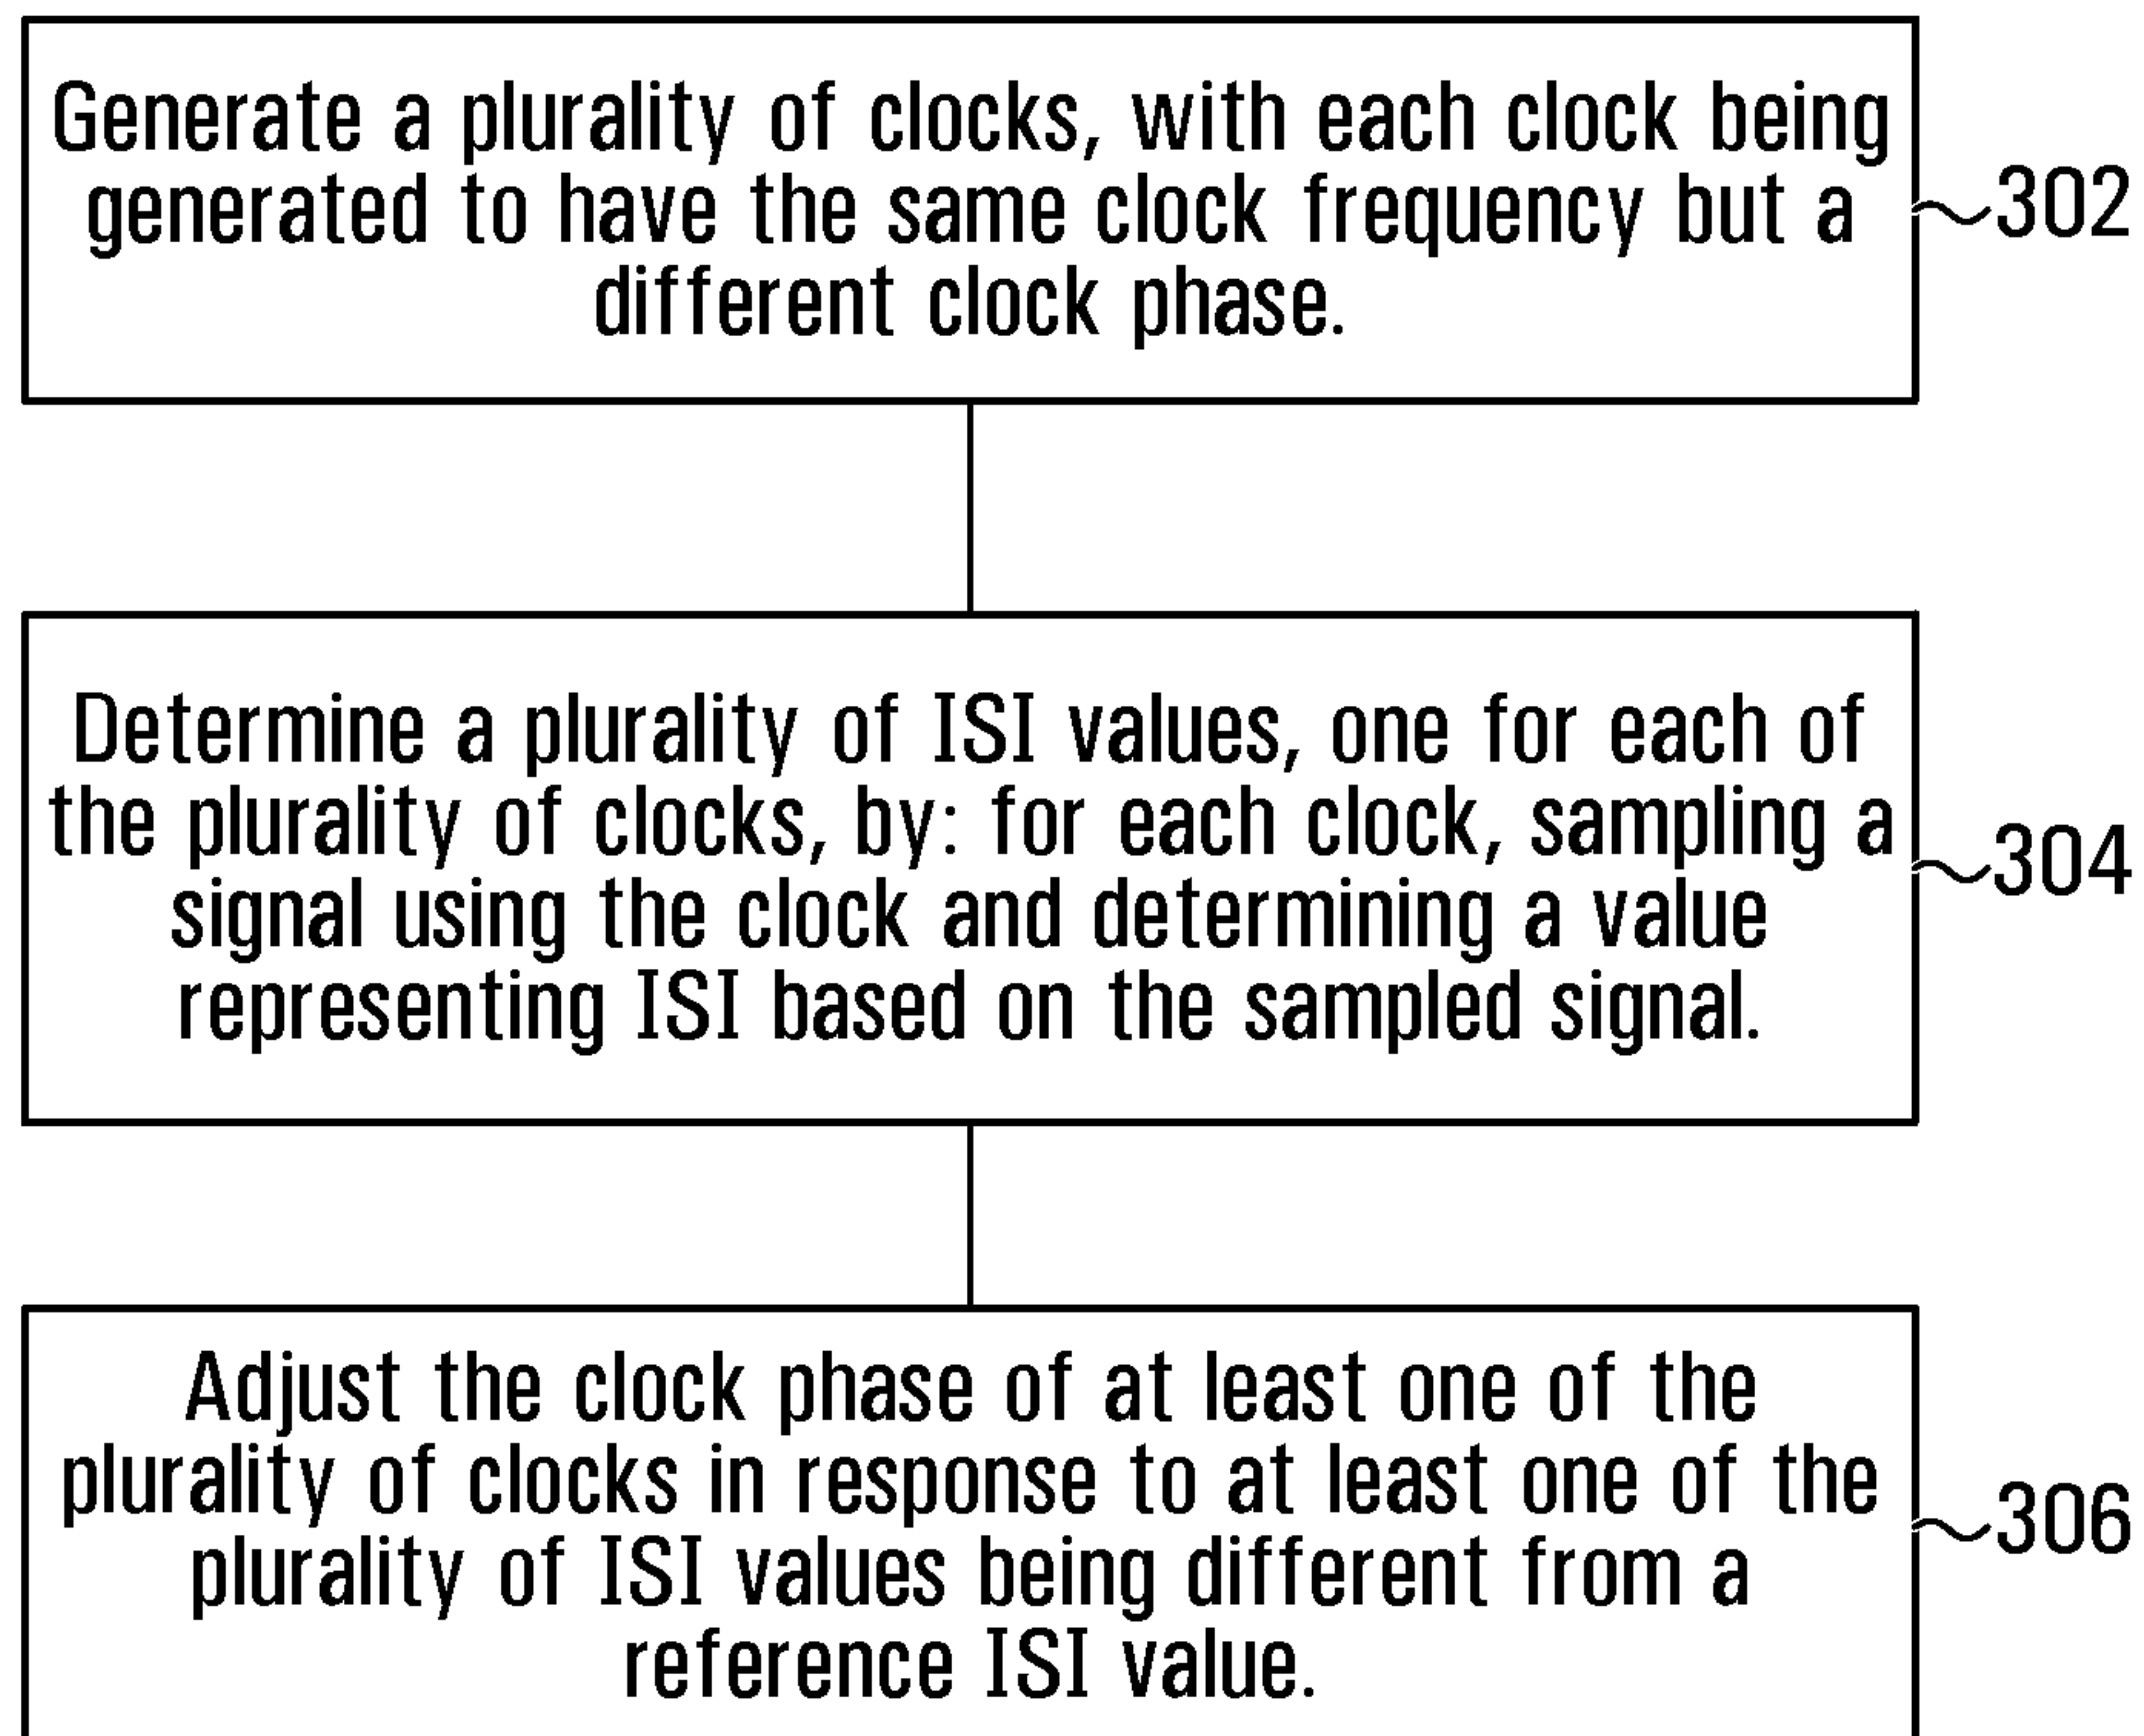 Generate a plurality of clocks, with each clock being
generated to have the same clock frequency but a
different clock phase.
302
Determine a plurality of ISI values, one for each of
the plurality of clocks, by: for each clock, sampling a
signal using the clock and determining a value
representing ISI based on the sampled signal.
304
Adjust the clock phase of at least one of the
plurality of clocks in response to at least one of the
plurality of ISI values being different from a
reference ISI value.
306